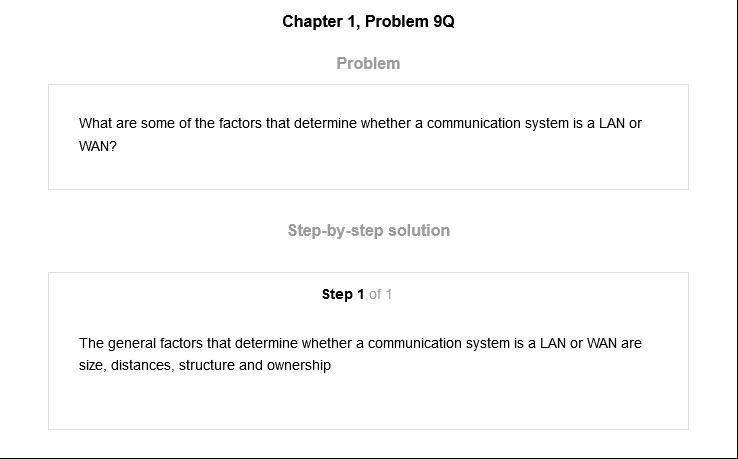 Chapter 1, Problem 9Q
Problem
What are some of the factors that determine whether a communication system is a LAN or
WAN?
Step-by-step solution
Step 1 of 1
The general factors that determine whether a communication system is a LAN or WAN are
size, distances, structure and ownership